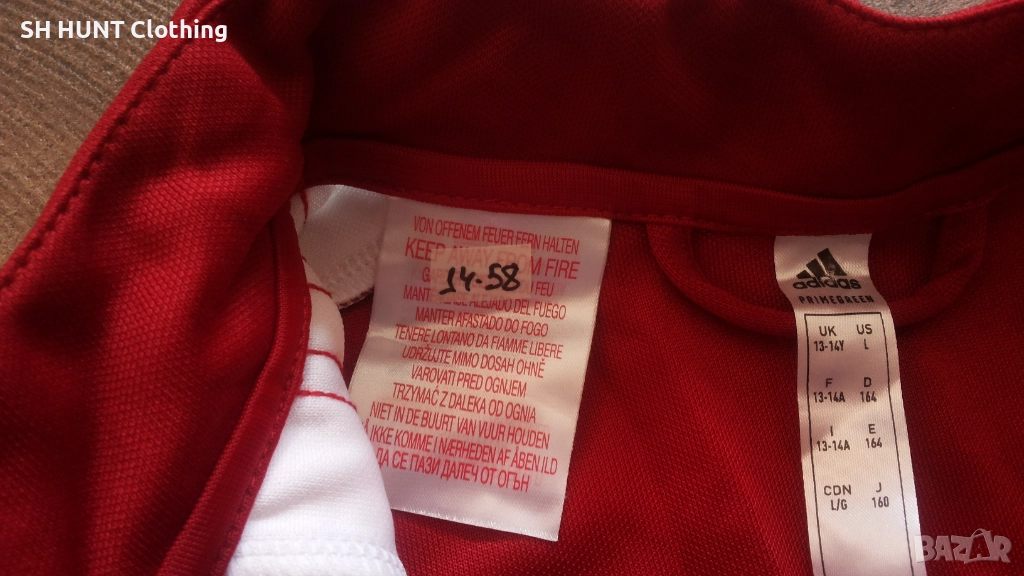 SH HUNT Clothing
VON OFFENEM FEUER FERN HALTEN
KEEP AWAY FROM FIRE
14-58
FEU
ALEJADO DEL FUEGO
MANTER AFASTADO DO FOGO
TENERE LONTANO DA FIAMME LIBERE
UDRŽUJTE MIMO DOSAH OHNĚ
VAROVATI PRED OGNJEM
TRZYMAĆ Z DALEKA OD OGNIA
NIET IN DE BUURT VAN VUUR HOUDEN
IKKE KOMME I NÆRHEDEN AF ÅBEN ILD
ДА СЕ ПАЗИ ДАЛЕЧ ОТ ОГЪН
adidas
PRIMEGREEN
UK US
13-14Y L
F D
13-14A 164
I E
13-14A 164
CDN J
L/G 160
BAZAR